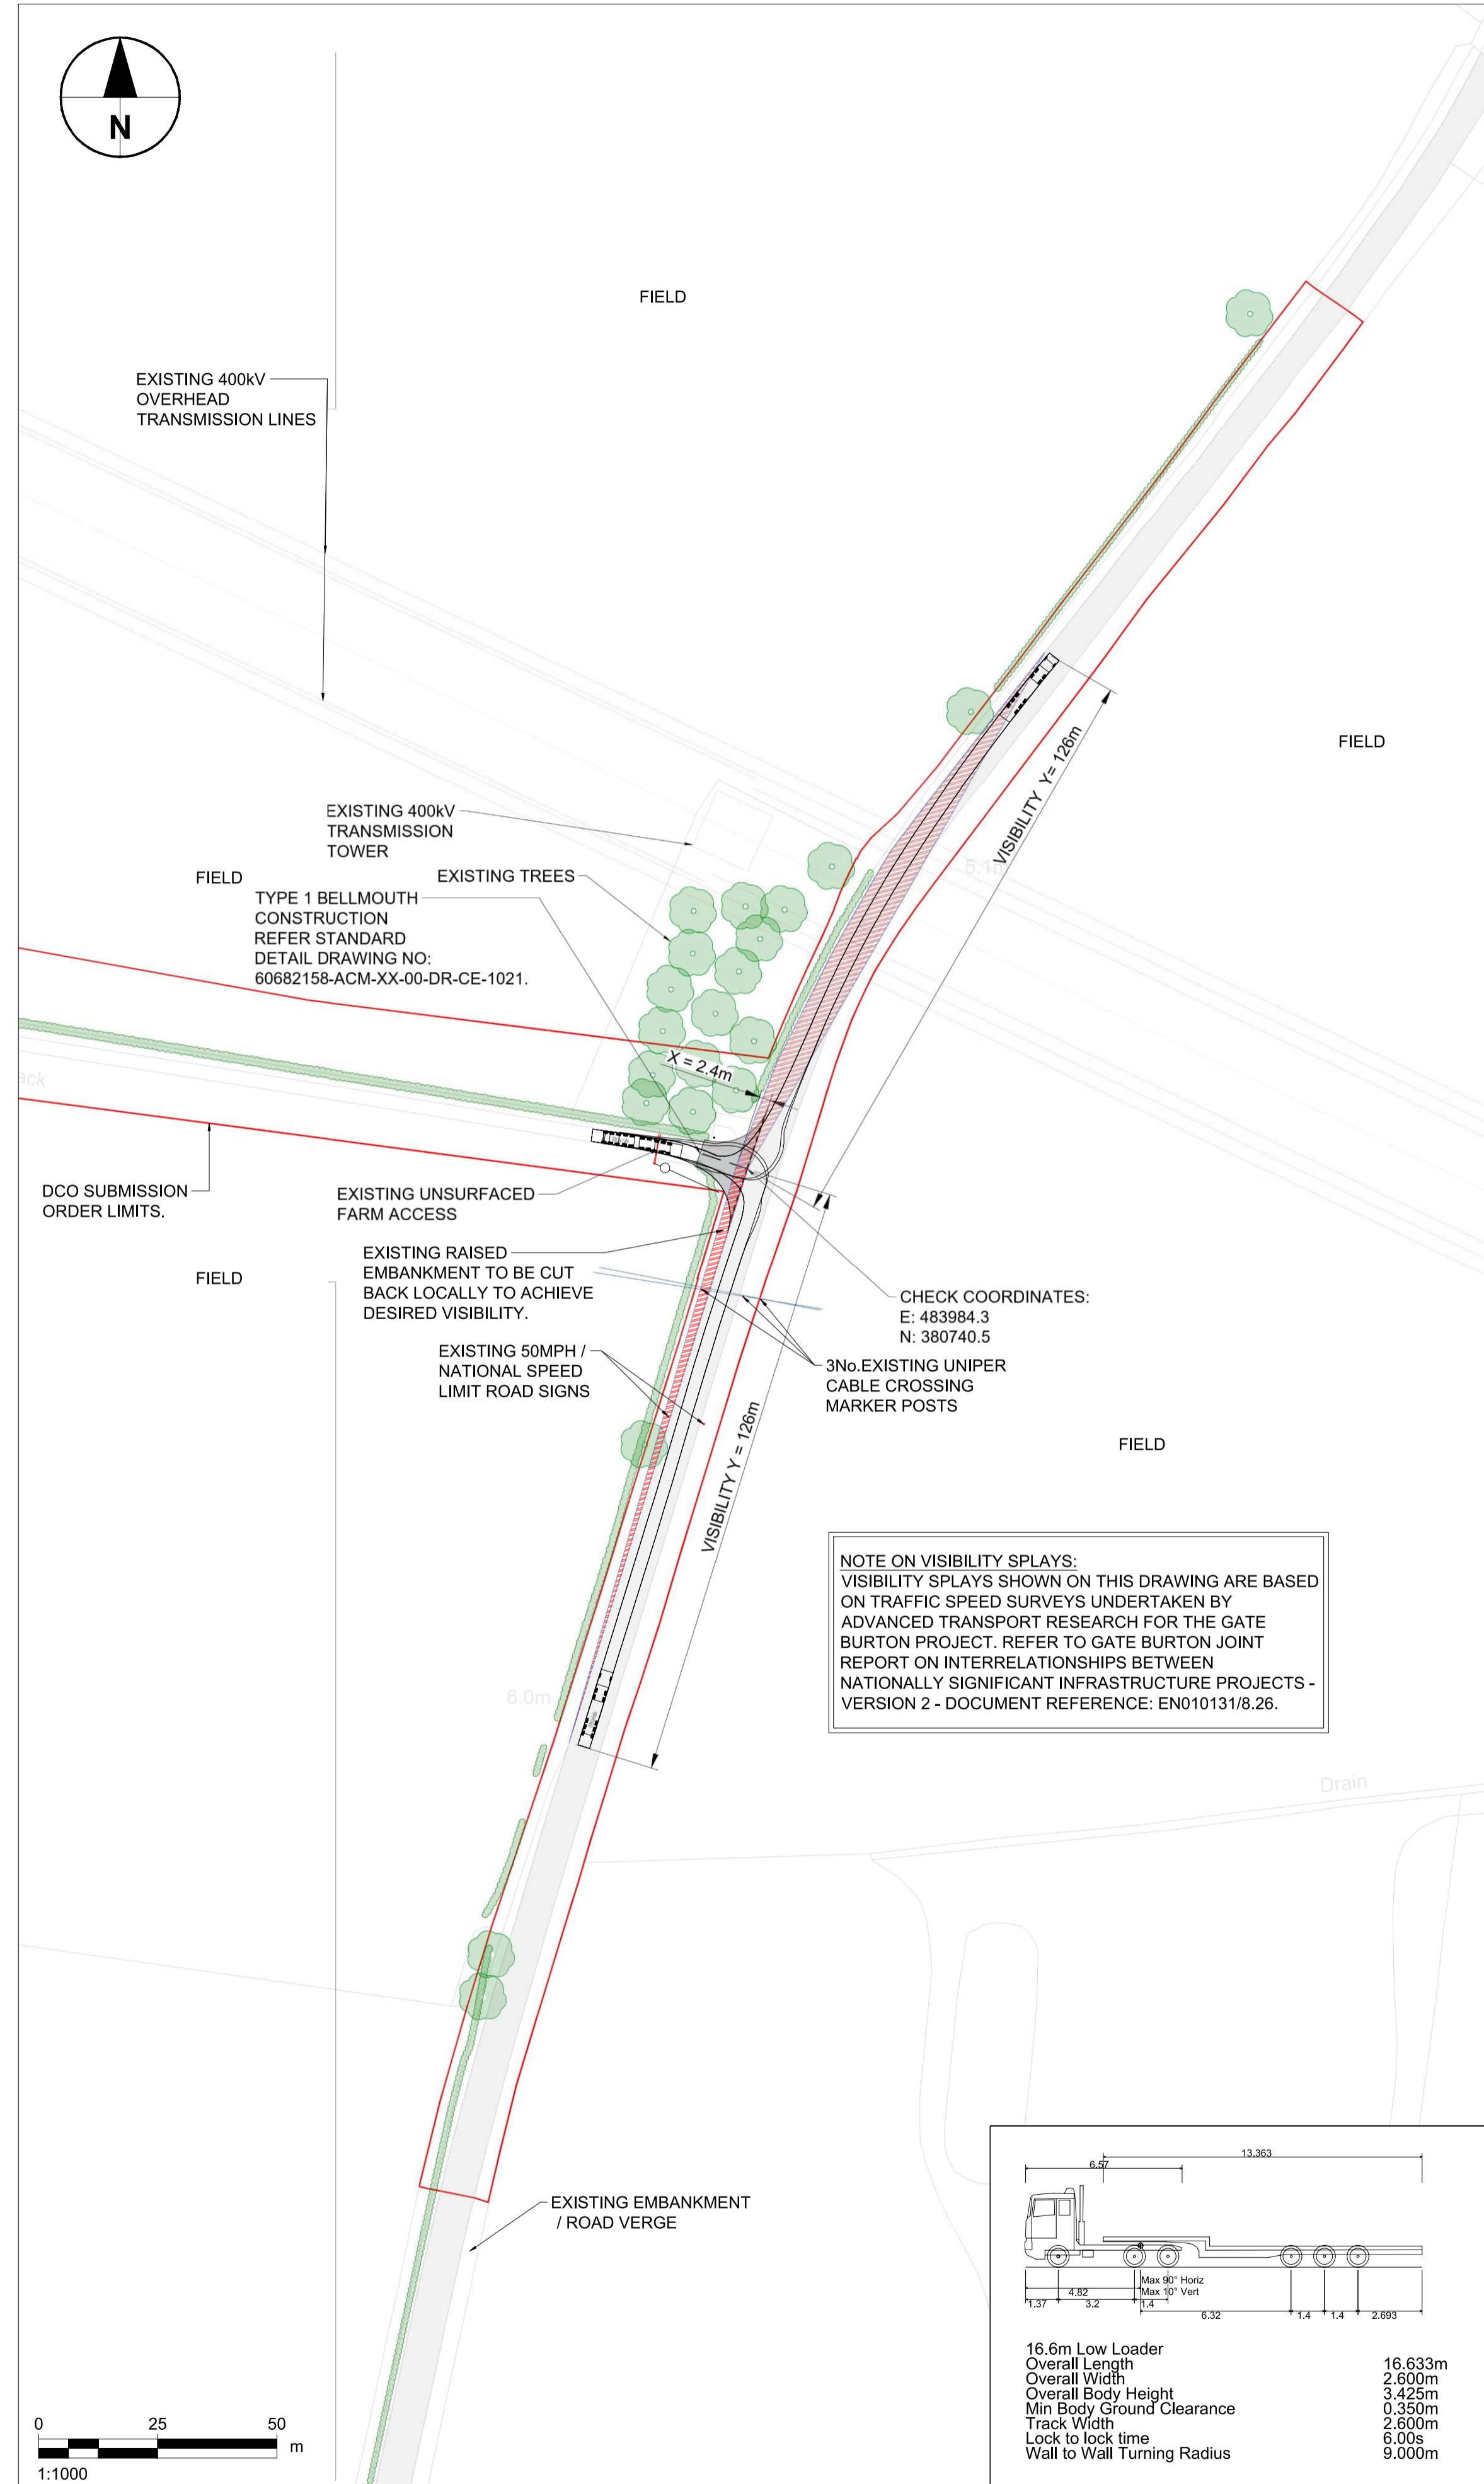 N
FIELD
EXISTING 400kV
OVERHEAD
TRANSMISSION LINES
FIELD
VISIBILITY Y= 126m
EXISTING 400kV
TRANSMISSION
TOWER
5.1m
FIELD
EXISTING TREES
TYPE 1 BELLMOUTH
CONSTRUCTION
REFER STANDARD
DETAIL DRAWING NO:
60682158-ACM-XX-00-DR-CE-1021.
X = 2.4m
ack
DCO SUBMISSION
ORDER LIMITS.
EXISTING UNSURFACED
FARM ACCESS
EXISTING RAISED
EMBANKMENT TO BE CUT
BACK LOCALLY TO ACHIEVE
DESIRED VISIBILITY.
FIELD
CHECK COORDINATES:
E: 483984.3
N: 380740.5
EXISTING 50MPH /
NATIONAL SPEED
LIMIT ROAD SIGNS
3No.EXISTING UNIPER
CABLE CROSSING
MARKER POSTS
VISIBILITY Y = 126m
FIELD
NOTE ON VISIBILITY SPLAYS:
VISIBILITY SPLAYS SHOWN ON THIS DRAWING ARE BASED
ON TRAFFIC SPEED SURVEYS UNDERTAKEN BY
ADVANCED TRANSPORT RESEARCH FOR THE GATE
BURTON PROJECT. REFER TO GATE BURTON JOINT
REPORT ON INTERRELATIONSHIPS BETWEEN
NATIONALLY SIGNIFICANT INFRASTRUCTURE PROJECTS -
VERSION 2 - DOCUMENT REFERENCE: EN010131/8.26.
6.0m
Drain
EXISTING EMBANKMENT
/ ROAD VERGE
13.363
6.57
Max 90° Horiz
Max 10° Vert
4.82
1.37 3.2 1.4
6.32 1.4 1.4 2.693
16.6m Low Loader
Overall Length 16.633m
Overall Width 2.600m
Overall Body Height 3.425m
Min Body Ground Clearance 0.350m
Track Width 2.600m
Lock to lock time 6.00s
Wall to Wall Turning Radius 9.000m
0 25 50
m
1:1000